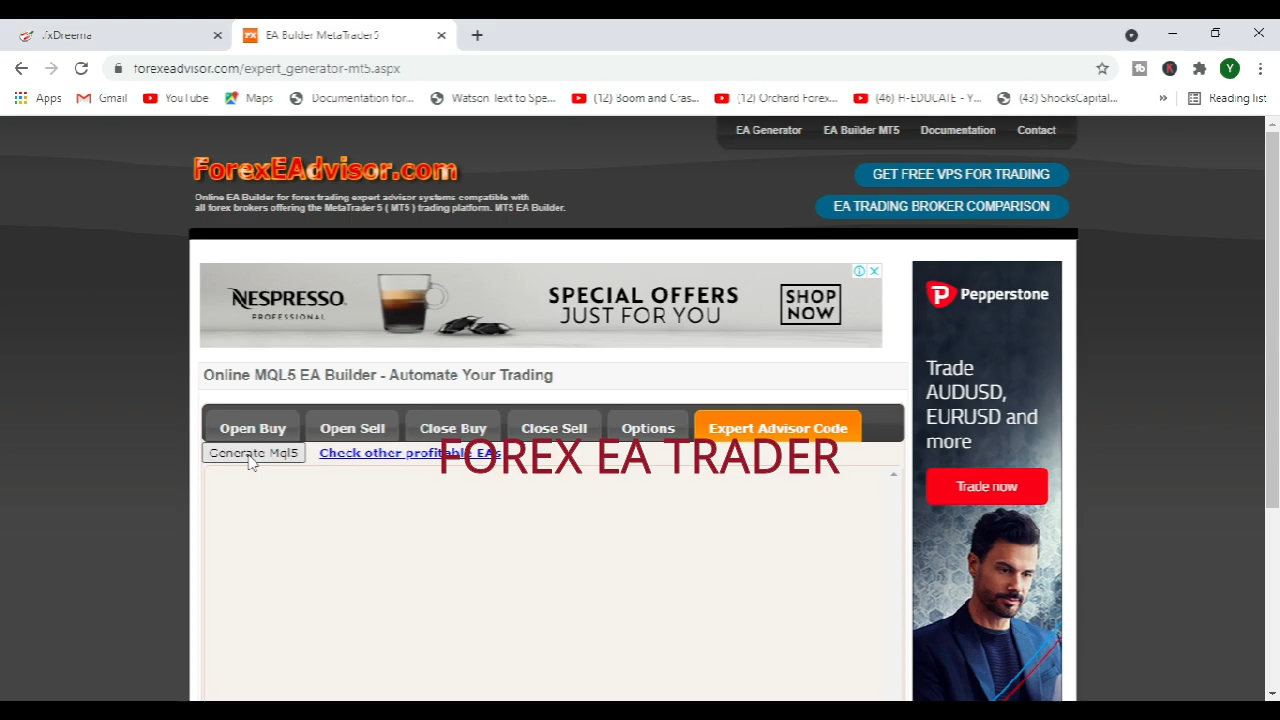 fxDreema
EA Builder MetaTrader5
forexeadvisor.com/expert_generator-mt5.aspx
Y
Apps
Gmail
YouTube
Maps
Documentation for...
Watson Text to Spe...
(12) Boom and Cras...
(12) Orchard Forex...
(46) H-EDUCATE - Y...
(43) ShocksCapital...
»
Reading list
EA Generator
EA Builder MT5
Documentation
Contact
ForexEAdvisor.com
Online EA Builder for forex trading expert advisor systems compatible with
all forex brokers offering the MetaTrader 5 ( MT5 ) trading platform. MT5 EA Builder.
GET FREE VPS FOR TRADING
EA TRADING BROKER COMPARISON
NESPRESSO.
PROFESSIONAL
SPECIAL OFFERS
JUST FOR YOU
SHOP
NOW
Pepperstone
Trade
AUDUSD,
EURUSD and
more
Trade now
Online MQL5 EA Builder - Automate Your Trading
Open Buy
Open Sell
Close Buy
Close Sell
Options
Expert Advisor Code
Generate Mql5
Check other profitable EAs
FOREX EA TRADER